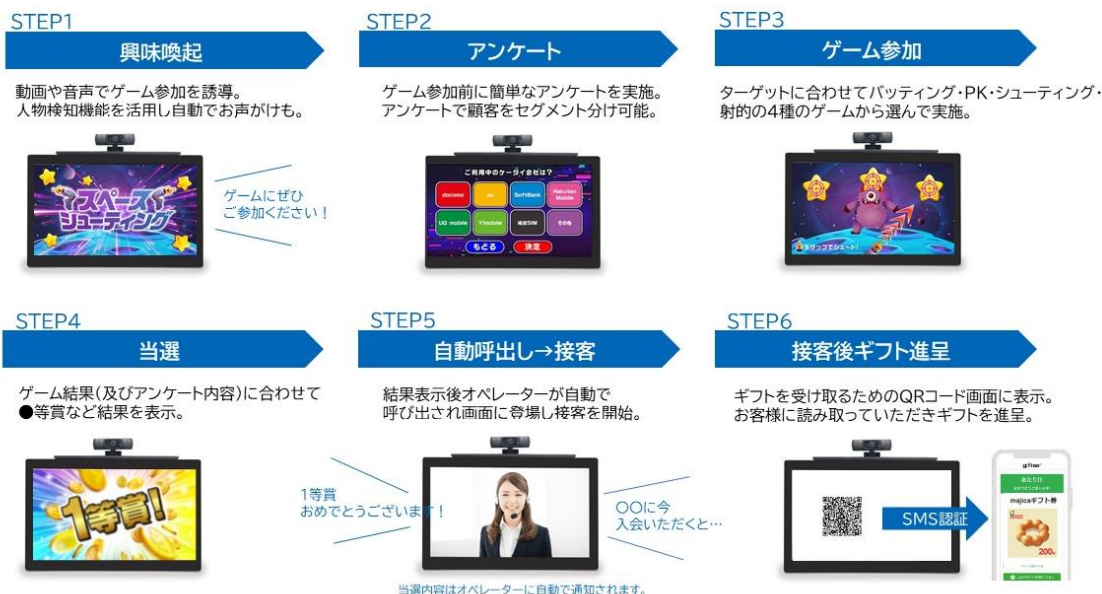 STEP1
興味喚起
動画や音声でゲーム参加を誘導。
人物検知機能を活用し自動でお声がけも。
スペース
シューティング
ゲームにぜひ
ご参加ください！
STEP2
アンケート
ゲーム参加前に簡単なアンケートを実施。
アンケートで顧客をセグメント分け可能。
ご利用中のケータイ会社は？
docomo
au
SoftBank
Rakuten
Mobile
UQ mobile
Y!mobile
格安SIM
その他
もどる
決定
STEP3
ゲーム参加
ターゲットに合わせてバッティング・PK・シューティング・
射的の4種のゲームから選んで実施。
をタップでシュート！
STEP4
当選
ゲーム結果（及びアンケート内容）に合わせて
●等賞など結果を表示。
1等賞！
STEP5
自動呼出し→接客
結果表示後オペレーターが自動で
呼び出され画面に登場し接客を開始。
1等賞
おめでとうございます！
〇〇に今
入会いただくと…
当選内容はオペレーターに自動で通知されます。
STEP6
接客後ギフト進呈
ギフトを受け取るためのQRコード画面に表示。
お客様に読み取っていただきギフトを進呈。
SMS認証
giftee
あたり!!
majicaギフト券
200